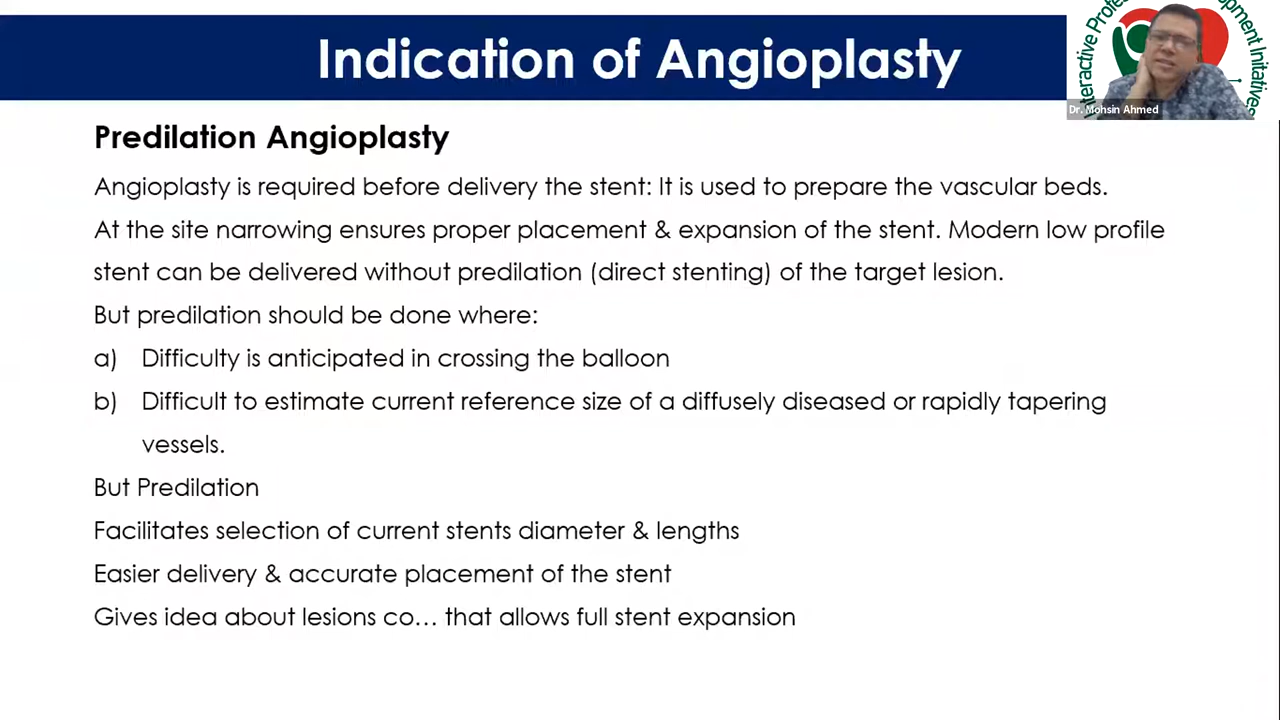 Indication of Angioplasty
Interactive Profe
opment Initatives
Dr. Mohsin Ahmed
Predilation Angioplasty
Angioplasty is required before delivery the stent: It is used to prepare the vascular beds.
At the site narrowing ensures proper placement & expansion of the stent. Modern low profile
stent can be delivered without predilation (direct stenting) of the target lesion.
But predilation should be done where:
a) Difficulty is anticipated in crossing the balloon
b) Difficult to estimate current reference size of a diffusely diseased or rapidly tapering
vessels.
But Predilation
Facilitates selection of current stents diameter & lengths
Easier delivery & accurate placement of the stent
Gives idea about lesions co… that allows full stent expansion